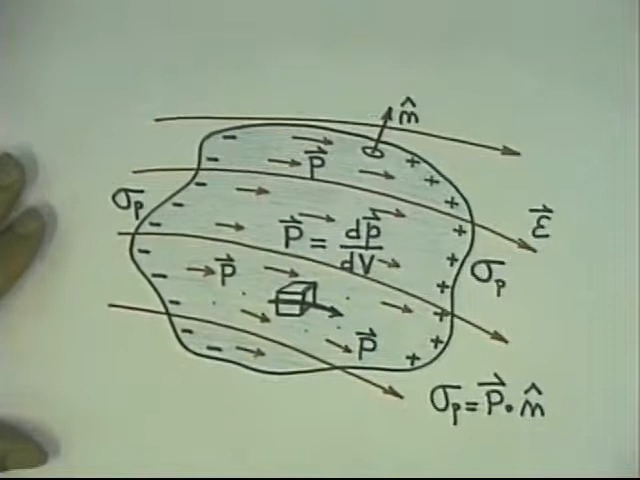 m̂
P⃗
σₚ
P⃗ = dp⃗/dV
ε⃗
P⃗
σₚ
P⃗
σₚ = P⃗ · m̂